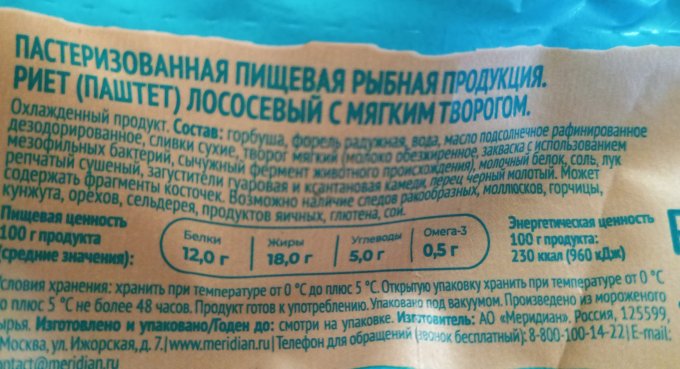 ПАСТЕРИЗОВАННАЯ ПИЩЕВАЯ РЫБНАЯ ПРОДУКЦИЯ.
РИЕТ (ПАШТЕТ) ЛОСОСЕВЫЙ С МЯГКИМ ТВОРОГОМ.
Охлажденный продукт. Состав: горбуша, форель радужная, вода, масло подсолнечное рафинированное
дезодорированное, сливки сухие, творог мягкий (молоко обезжиренное, закваска с использованием
мезофильных бактерий, сычужный фермент животного происхождения), молочный белок, соль, лук
репчатый сушеный, загустители гуаровая и ксантановая камеди, перец черный молотый. Может
содержать фрагменты косточек. Возможно наличие следов ракообразных, моллюсков, горчицы,
кунжута, орехов, сельдерея, продуктов яичных, глютена, сои.
Пищевая ценность
100 г продукта
(средние значения):
Белки
12,0 г
Жиры
18,0 г
Углеводы
5,0 г
Омега-3
0,5 г
Энергетическая ценность
100 г продукта:
230 ккал (960 кДж)
словия хранения: хранить при температуре от 0 °С до плюс 5 °С. Открытую упаковку хранить при температуре от 0 °С
о плюс 5 °С не более 48 часов. Продукт готов к употреблению. Упаковано под вакуумом. Произведено из мороженого
ырья. Изготовлено и упаковано/Годен до: смотри на упаковке. Изготовитель: АО «Меридиан». Россия, 125599,
Москва, ул. Ижорская, д. 7.|www.meridian.ru|Телефон для обращений (звонок бесплатный): 8-800-100-14-22|E-mail:
ontact@meridian.ru